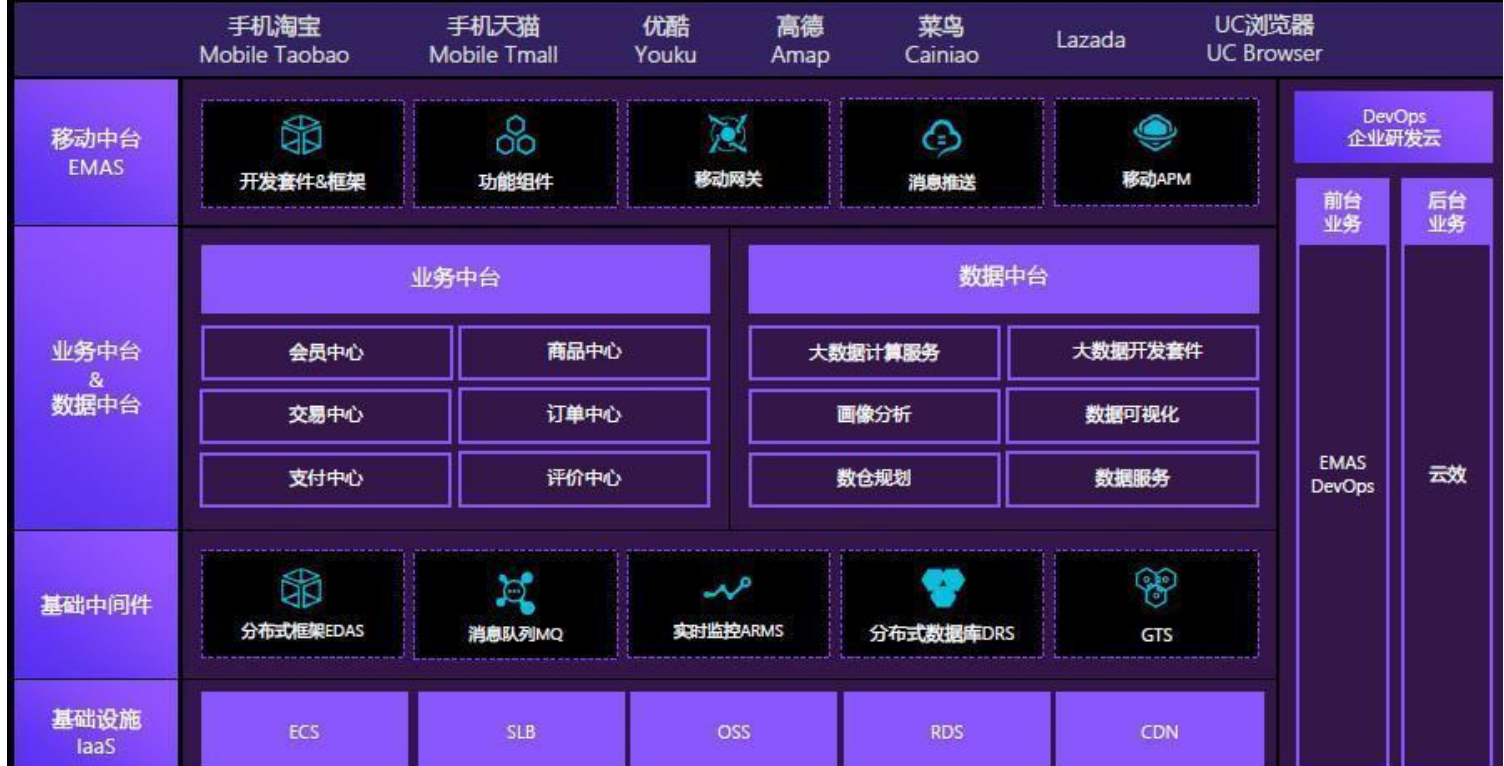 手机淘宝
Mobile Taobao
手机天猫
Mobile Tmall
优酷
Youku
高德
Amap
菜鸟
Cainiao
Lazada
UC浏览器
UC Browser
移动中台
EMAS
开发套件&框架
功能组件
移动网关
消息推送
移动APM
DevOps
企业研发云
前台
业务
后台
业务
EMAS
DevOps
云效
业务中台
&
数据中台
业务中台
会员中心
商品中心
交易中心
订单中心
支付中心
评价中心
数据中台
大数据计算服务
大数据开发套件
画像分析
数据可视化
数仓规划
数据服务
基础中间件
分布式框架EDAS
消息队列MQ
实时监控ARMS
分布式数据库DRS
GTS
基础设施
IaaS
ECS
SLB
OSS
RDS
CDN